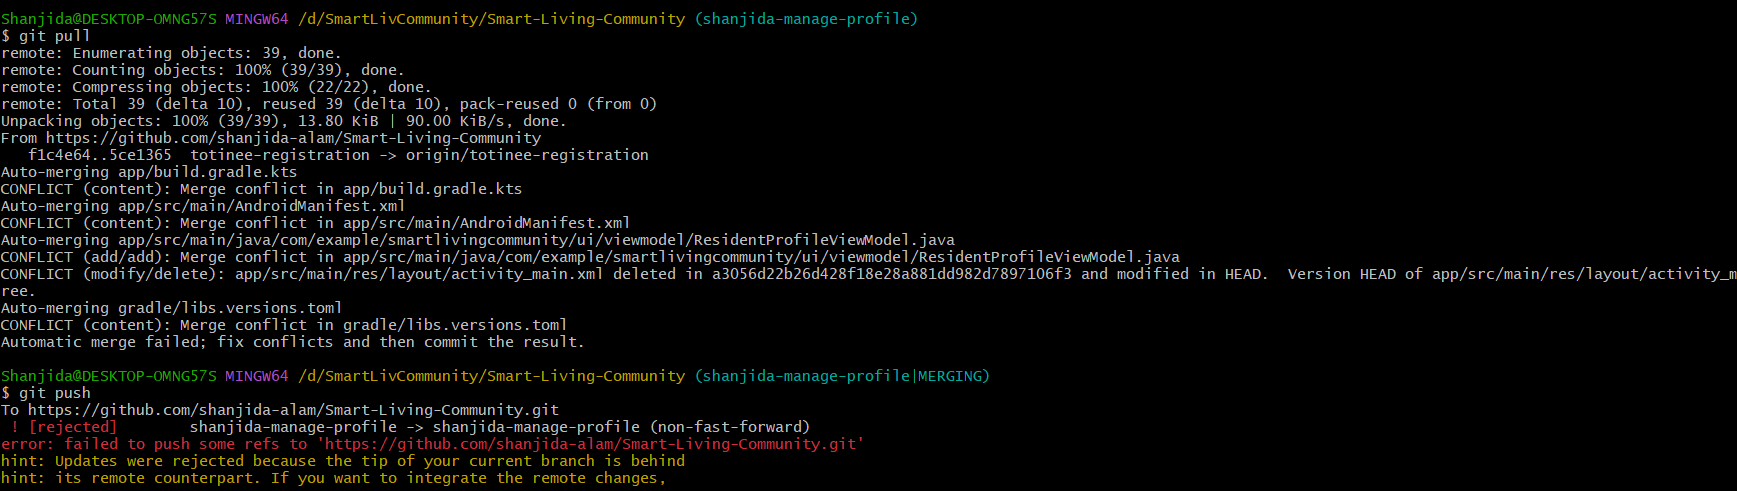 Shanjida@DESKTOP-OMNG57S MINGW64 /d/SmartLivCommunity/Smart-Living-Community (shanjida-manage-profile)
$ git pull
remote: Enumerating objects: 39, done.
remote: Counting objects: 100% (39/39), done.
remote: Compressing objects: 100% (22/22), done.
remote: Total 39 (delta 10), reused 39 (delta 10), pack-reused 0 (from 0)
Unpacking objects: 100% (39/39), 13.80 KiB | 90.00 KiB/s, done.
From https://github.com/shanjida-alam/Smart-Living-Community
   f1c4e64..5ce1365  totinee-registration -> origin/totinee-registration
Auto-merging app/build.gradle.kts
CONFLICT (content): Merge conflict in app/build.gradle.kts
Auto-merging app/src/main/AndroidManifest.xml
CONFLICT (content): Merge conflict in app/src/main/AndroidManifest.xml
Auto-merging app/src/main/java/com/example/smartlivingcommunity/ui/viewmodel/ResidentProfileViewModel.java
CONFLICT (add/add): Merge conflict in app/src/main/java/com/example/smartlivingcommunity/ui/viewmodel/ResidentProfileViewModel.java
CONFLICT (modify/delete): app/src/main/res/layout/activity_main.xml deleted in a3056d22b26d428f18e28a881dd982d7897106f3 and modified in HEAD.  Version HEAD of app/src/main/res/layout/activity_m
ree.
Auto-merging gradle/libs.versions.toml
CONFLICT (content): Merge conflict in gradle/libs.versions.toml
Automatic merge failed; fix conflicts and then commit the result.

Shanjida@DESKTOP-OMNG57S MINGW64 /d/SmartLivCommunity/Smart-Living-Community (shanjida-manage-profile|MERGING)
$ git push
To https://github.com/shanjida-alam/Smart-Living-Community.git
 ! [rejected]        shanjida-manage-profile -> shanjida-manage-profile (non-fast-forward)
error: failed to push some refs to 'https://github.com/shanjida-alam/Smart-Living-Community.git'
hint: Updates were rejected because the tip of your current branch is behind
hint: its remote counterpart. If you want to integrate the remote changes,